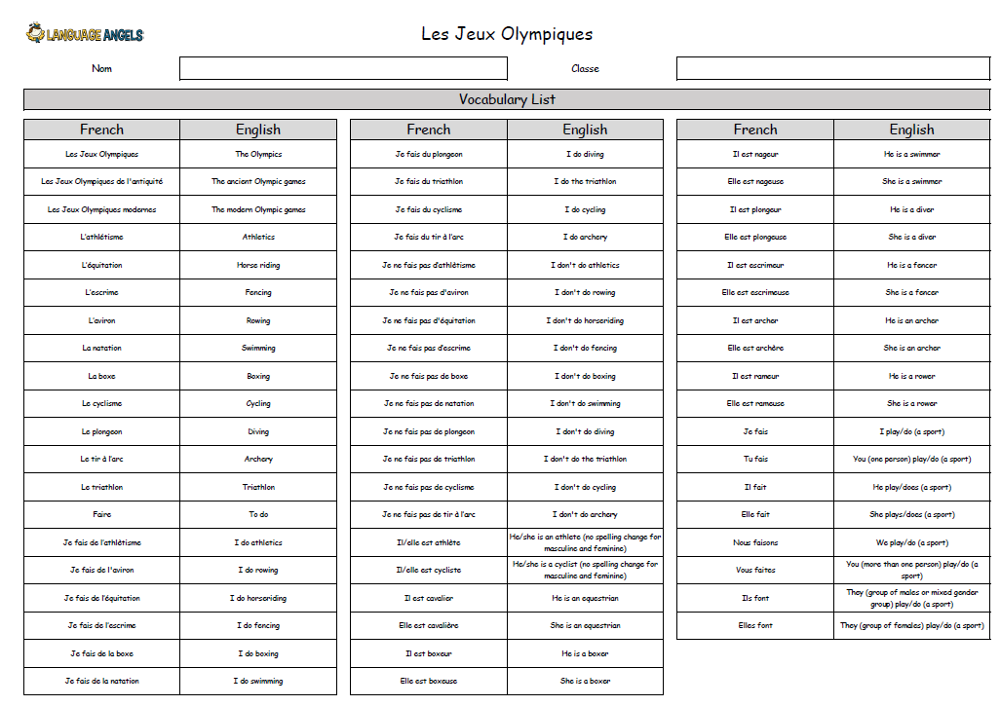 LANGUAGE ANGELS
Les Jeux Olympiques
Nom
Classe
Vocabulary List
French English
Les Jeux Olympiques The Olympics
Les Jeux Olympiques de l'antiquité The ancient Olympic games
Les Jeux Olympiques modernes The modern Olympic games
L'athlétisme Athletics
L'équitation Horse riding
L'escrime Fencing
L'aviron Rowing
La natation Swimming
La boxe Boxing
Le cyclisme Cycling
Le plongeon Diving
Le tir à l'arc Archery
Le triathlon Triathlon
Faire To do
Je fais de l'athlétisme I do athletics
Je fais de l'aviron I do rowing
Je fais de l'équitation I do horseriding
Je fais de l'escrime I do fencing
Je fais de la boxe I do boxing
Je fais de la natation I do swimming
French English
Je fais du plongeon I do diving
Je fais du triathlon I do the triathlon
Je fais du cyclisme I do cycling
Je fais du tir à l'arc I do archery
Je ne fais pas d'athlétisme I don't do athletics
Je ne fais pas d'aviron I don't do rowing
Je ne fais pas d'équitation I don't do horseriding
Je ne fais pas d'escrime I don't do fencing
Je ne fais pas de boxe I don't do boxing
Je ne fais pas de natation I don't do swimming
Je ne fais pas de plongeon I don't do diving
Je ne fais pas de triathlon I don't do the triathlon
Je ne fais pas de cyclisme I don't do cycling
Je ne fais pas de tir à l'arc I don't do archery
Il/elle est athlète He/she is an athlete (no spelling change for
masculine and feminine)
Il/elle est cycliste He/she is a cyclist (no spelling change for
masculine and feminine)
Il est cavalier He is an equestrian
Elle est cavalière She is an equestrian
Il est boxeur He is a boxer
Elle est boxeuse She is a boxer
French English
Il est nageur He is a swimmer
Elle est nageuse She is a swimmer
Il est plongeur He is a diver
Elle est plongeuse She is a diver
Il est escrimeur He is a fencer
Elle est escrimeuse She is a fencer
Il est archer He is an archer
Elle est archère She is an archer
Il est rameur He is a rower
Elle est rameuse She is a rower
Je fais I play/do (a sport)
Tu fais You (one person) play/do (a sport)
Il fait He play/does (a sport)
Elle fait She plays/does (a sport)
Nous faisons We play/do (a sport)
Vous faites You (more than one person) play/do (a
sport)
Ils font They (group of males or mixed gender
group) play/do (a sport)
Elles font They (group of females) play/do (a sport)